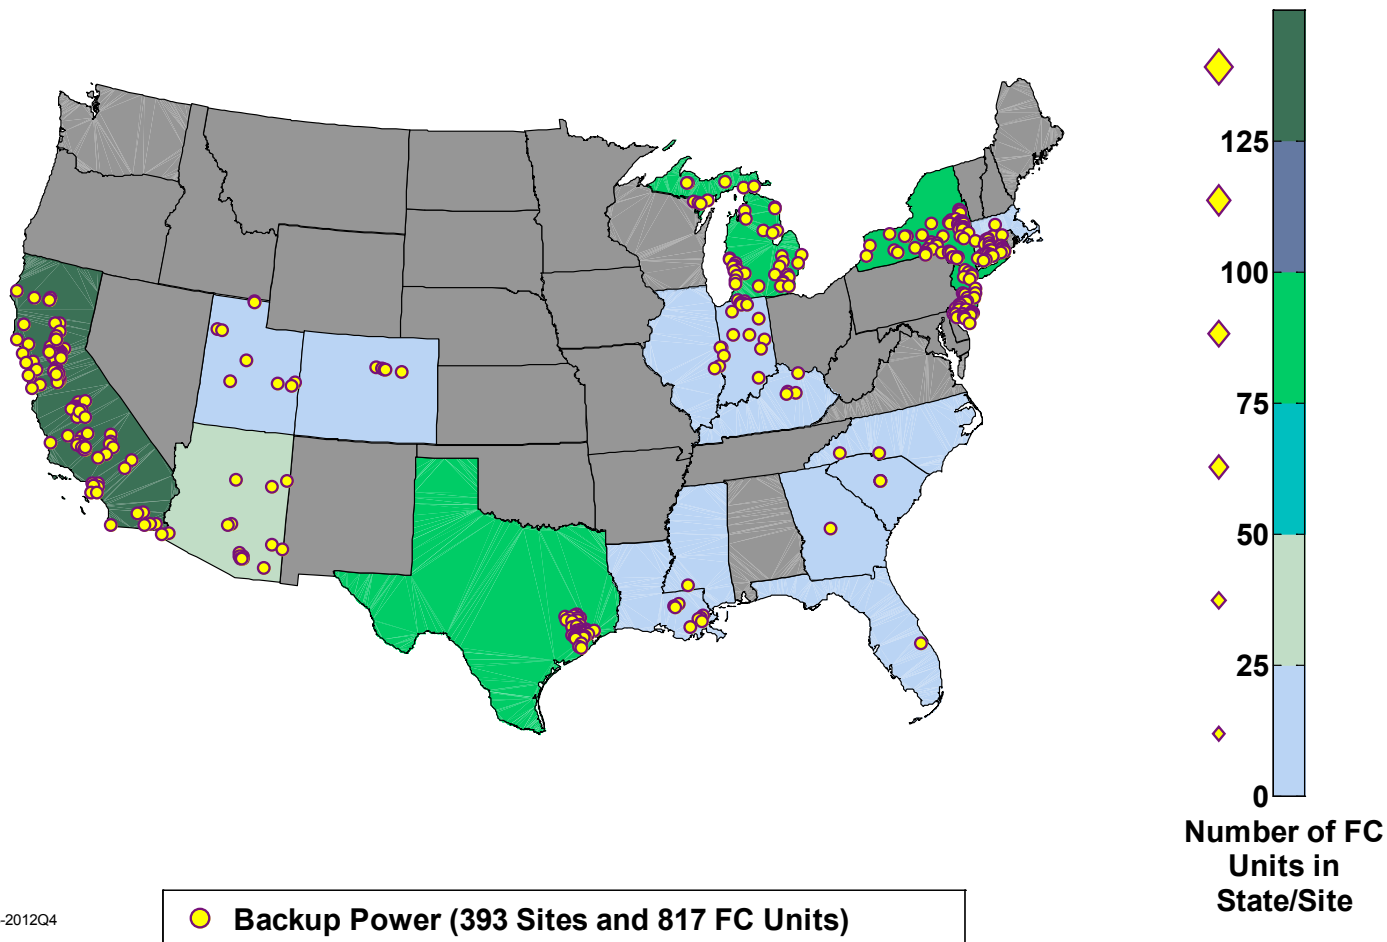 125
100
75
50
25
0
Number of FC
Units in
State/Site
-2012Q4
Backup Power (393 Sites and 817 FC Units)